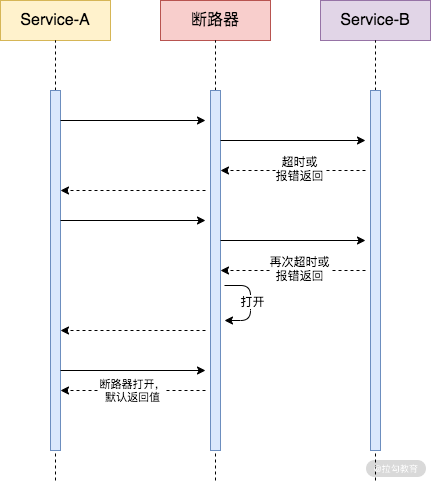 Service-A
断路器
Service-B
超时或
报错返回
再次超时或
报错返回
打开
断路器打开，
默认返回值
@拉勾教育